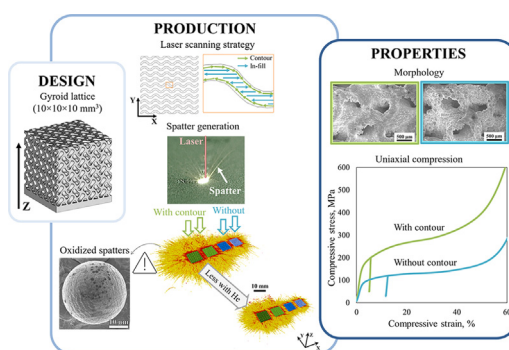 DESIGN
Gyroid lattice
(10×10×10 mm³)
Z
PRODUCTION
Laser scanning strategy
Contour
In-fill
Y
X
Spatter generation
Laser
Spatter
With contour
Without
Oxidized spatters
10 μm
Less with He
10 mm
Y
Z
X
PROPERTIES
Morphology
500 μm
500 μm
Uniaxial compression
Compressive stress, MPa
600
500
400
300
200
100
0
With contour
Without contour
0
20
40
60
Compressive strain, %